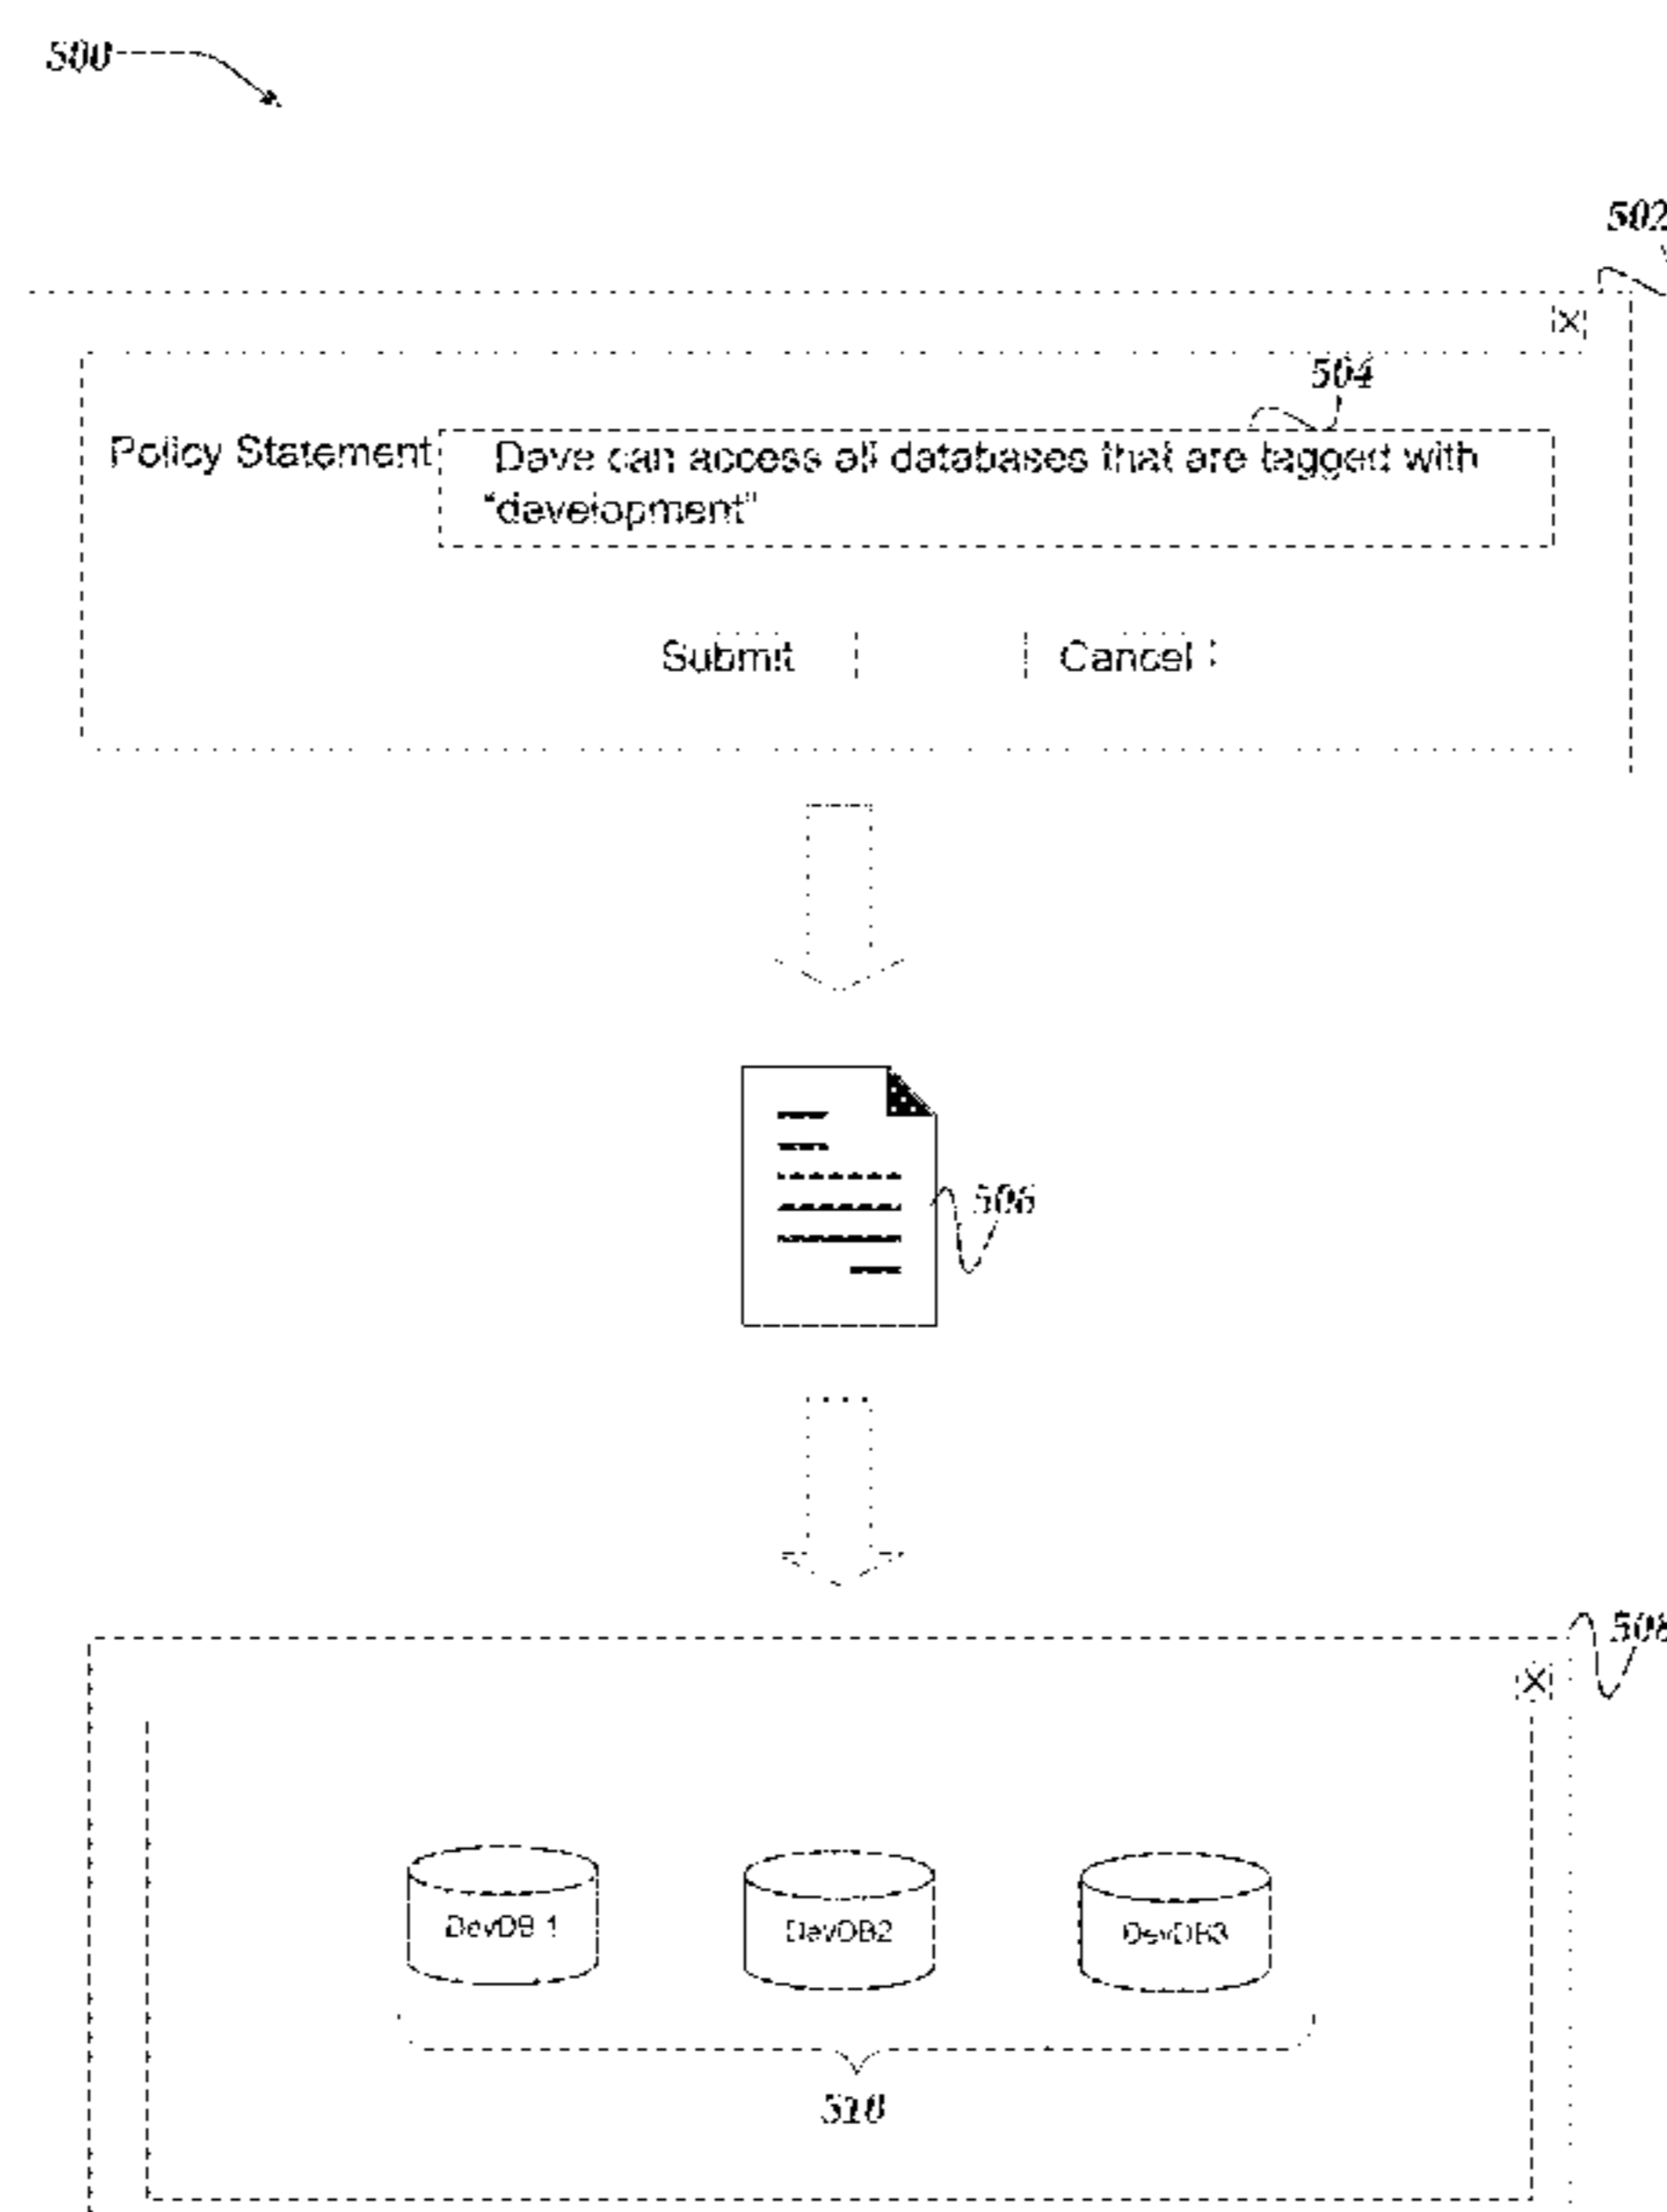 500
502
504
Policy Statement
Dave can access all databases that are tagged with
"development"
Submit
Cancel
506
508
DevDB 1
DevDB2
DevDB3
510